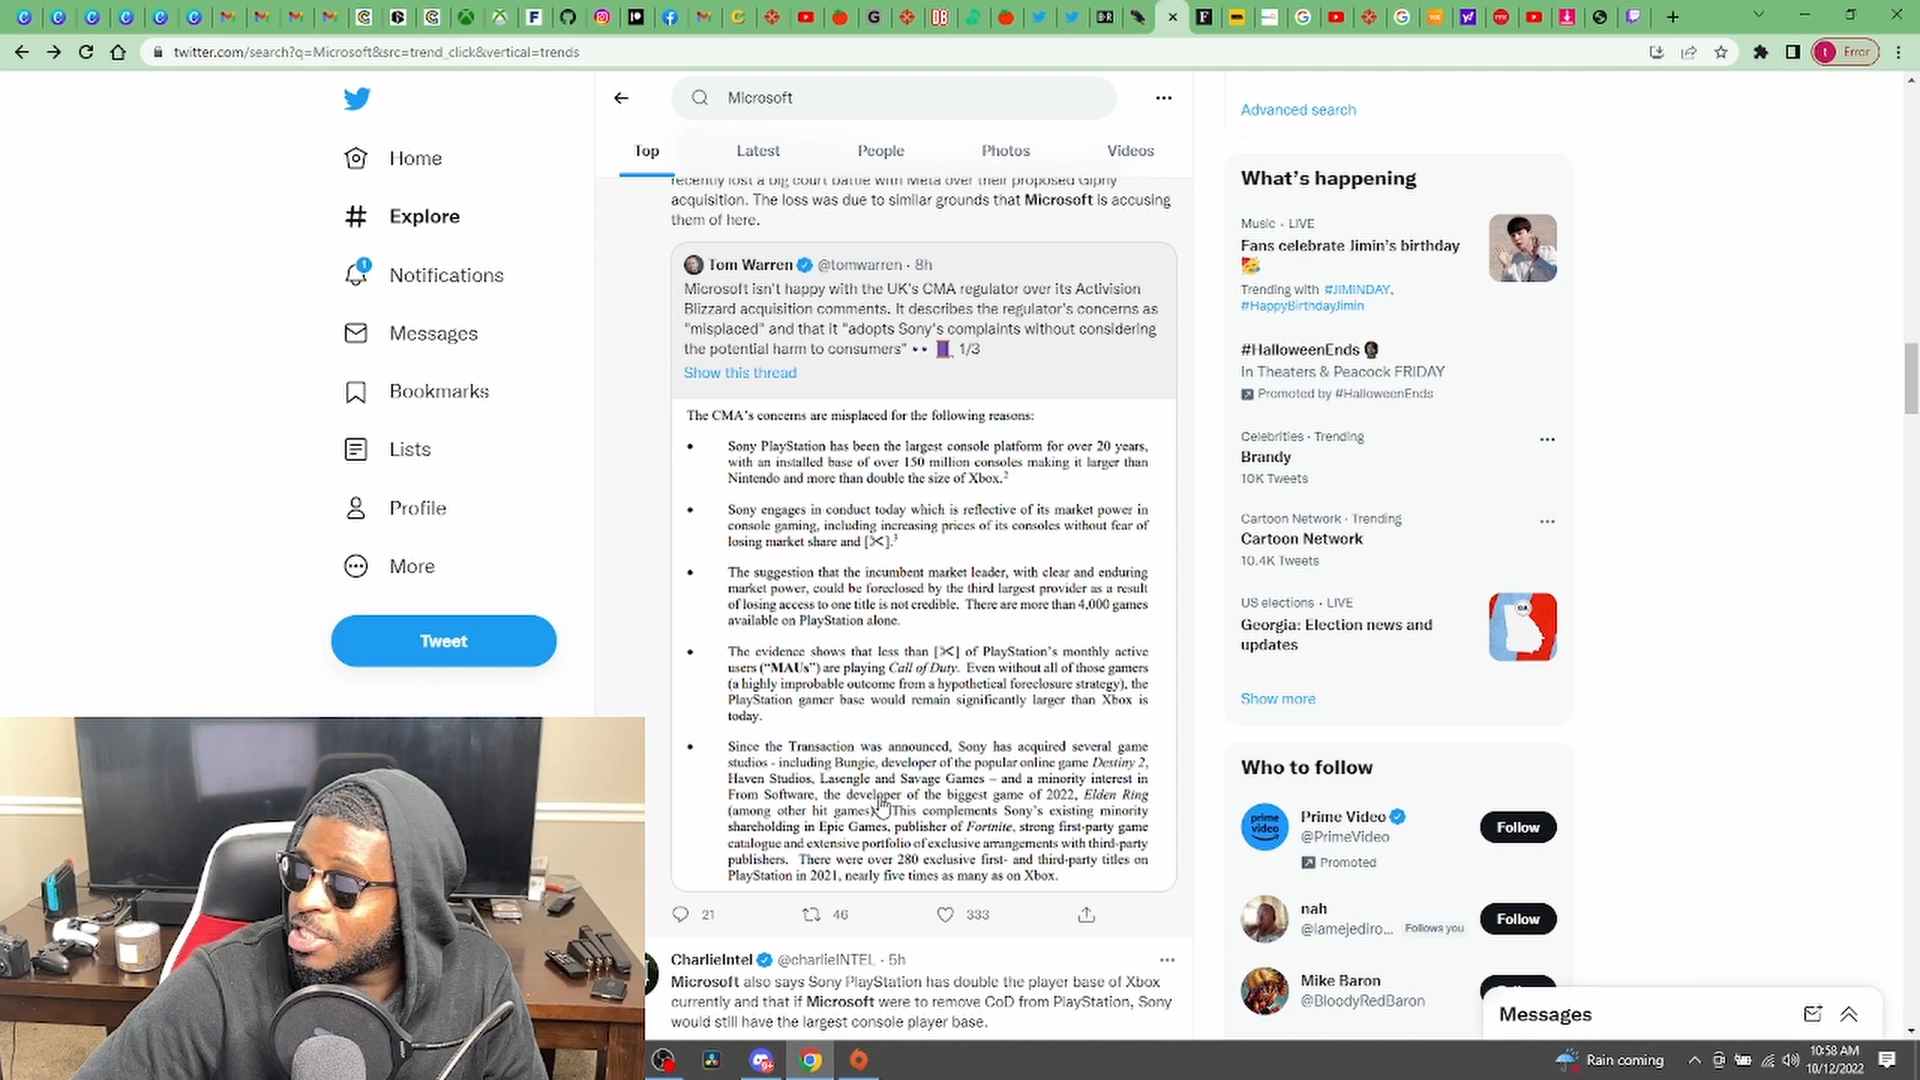 twitter.com/search?q=Microsoft&src=trend_click&vertical=trends
Error
Home
Explore
Notifications
1
Messages
Bookmarks
Lists
Profile
More
Tweet
Microsoft
Top
Latest
People
Photos
Videos
recently lost a big court battle with Meta over their proposed Giphy
acquisition. The loss was due to similar grounds that Microsoft is accusing
them of here.
Tom Warren @tomwarren · 8h
Microsoft isn't happy with the UK's CMA regulator over its Activision
Blizzard acquisition comments. It describes the regulator's concerns as
"misplaced" and that it "adopts Sony's complaints without considering
the potential harm to consumers" 👀 🧵 1/3
Show this thread
The CMA's concerns are misplaced for the following reasons:
• Sony PlayStation has been the largest console platform for over 20 years,
with an installed base of over 150 million consoles making it larger than
Nintendo and more than double the size of Xbox.²
• Sony engages in conduct today which is reflective of its market power in
console gaming, including increasing prices of its consoles without fear of
losing market share and [✂].³
• The suggestion that the incumbent market leader, with clear and enduring
market power, could be foreclosed by the third largest provider as a result
of losing access to one title is not credible. There are more than 4,000 games
available on PlayStation alone.
• The evidence shows that less than [✂] of PlayStation's monthly active
users ("MAUs") are playing Call of Duty. Even without all of those gamers
(a highly improbable outcome from a hypothetical foreclosure strategy), the
PlayStation gamer base would remain significantly larger than Xbox is
today.
• Since the Transaction was announced, Sony has acquired several game
studios - including Bungie, developer of the popular online game Destiny 2,
Haven Studios, Lasengle and Savage Games – and a minority interest in
From Software, the developer of the biggest game of 2022, Elden Ring
(among other hit games). This complements Sony's existing minority
shareholding in Epic Games, publisher of Fortnite, strong first-party game
catalogue and extensive portfolio of exclusive arrangements with third-party
publishers. There were over 280 exclusive first- and third-party titles on
PlayStation in 2021, nearly five times as many as on Xbox.
21 46 333
CharlieIntel @charlieINTEL · 5h
Microsoft also says Sony PlayStation has double the player base of Xbox
currently and that if Microsoft were to remove CoD from PlayStation, Sony
would still have the largest console player base.
Advanced search
What's happening
Music · LIVE
Fans celebrate Jimin's birthday
🥳
Trending with #JIMINDAY,
#HappyBirthdayJimin
#HalloweenEnds
In Theaters & Peacock FRIDAY
Promoted by #HalloweenEnds
Celebrities · Trending
Brandy
10K Tweets
Cartoon Network · Trending
Cartoon Network
10.4K Tweets
US elections · LIVE
Georgia: Election news and
updates
Show more
Who to follow
prime
video
Prime Video
@PrimeVideo
Promoted
Follow
nah
@Iamejediro... Follows you
Follow
Mike Baron
@BloodyRedBaron
Messages
Rain coming
10:58 AM
10/12/2022